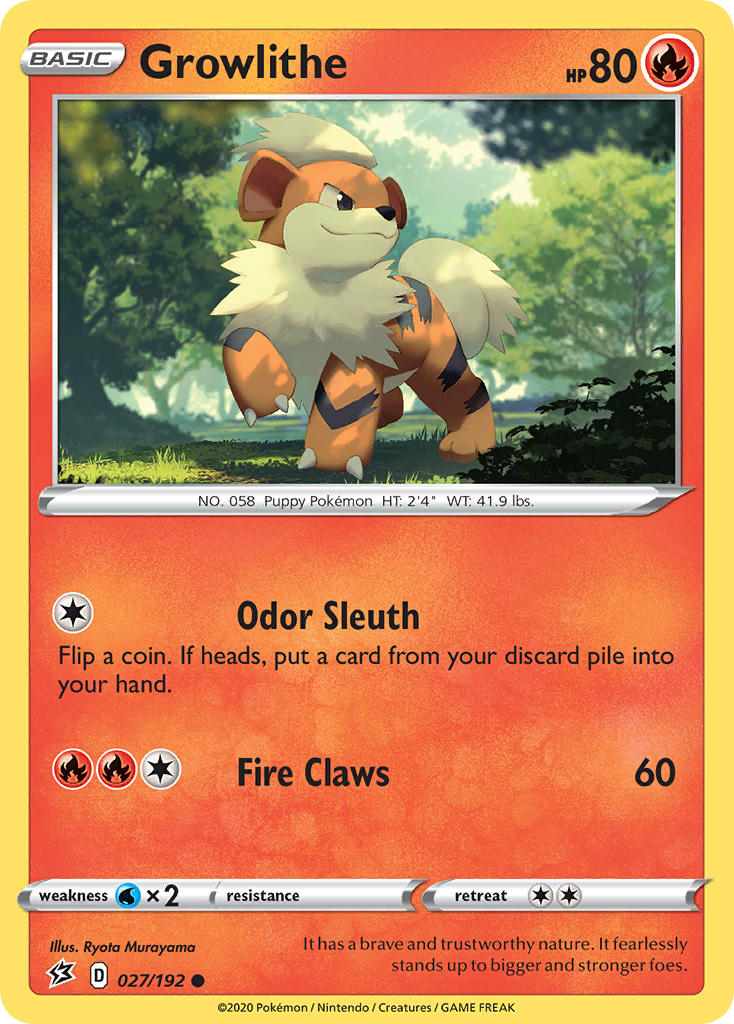 BASIC Growlithe HP 80
NO. 058 Puppy Pokémon HT: 2'4" WT: 41.9 lbs.
Odor Sleuth
Flip a coin. If heads, put a card from your discard pile into
your hand.
Fire Claws 60
weakness ×2 resistance retreat
Illus. Ryota Murayama
It has a brave and trustworthy nature. It fearlessly
stands up to bigger and stronger foes.
D 027/192
©2020 Pokémon / Nintendo / Creatures / GAME FREAK